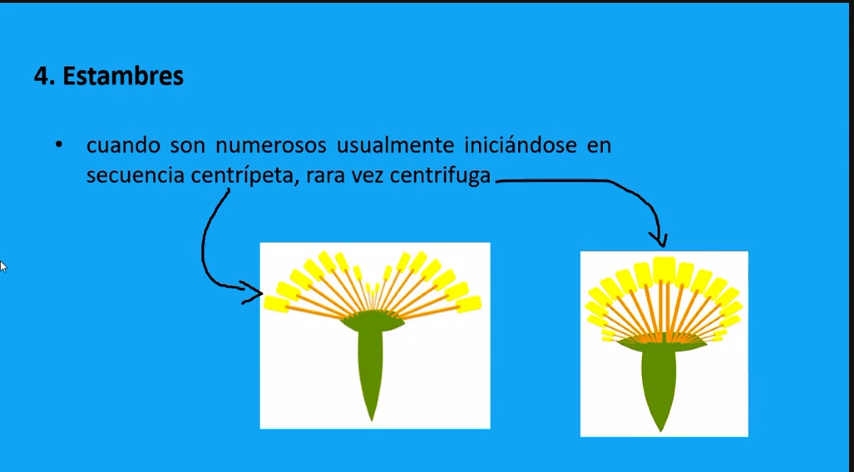 4. Estambres
• cuando son numerosos usualmente iniciándose en
secuencia centrípeta, rara vez centrifuga